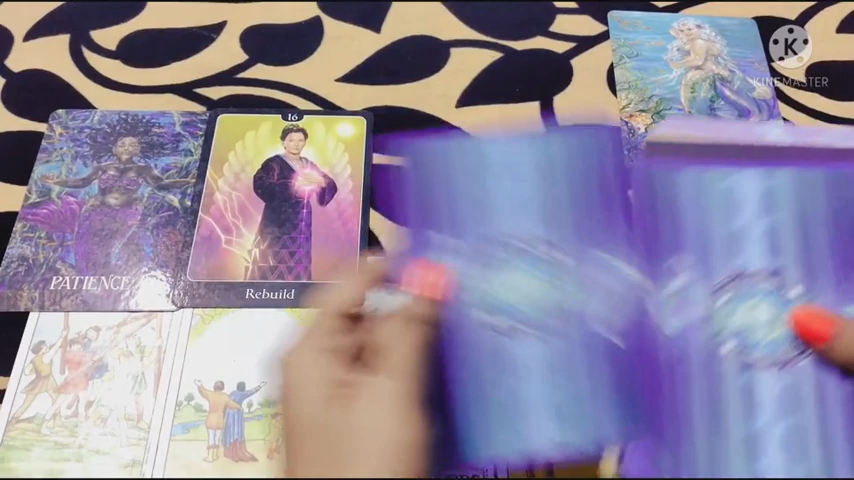 16
K
KINEMASTER
PATIENCE
Rebuild